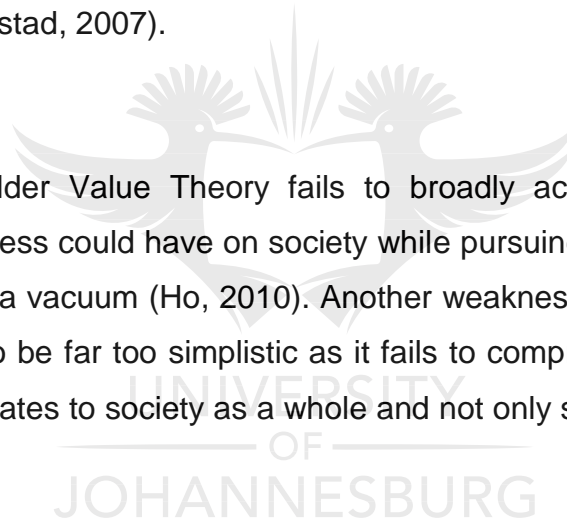 stad, 2007).
lder Value Theory fails to broadly ac
ess could have on society while pursuin
a vacuum (Ho, 2010). Another weaknes
o be far too simplistic as it fails to comp
ates to society as a whole and not only s
UNIVERSITY
OF
JOHANNESBURG